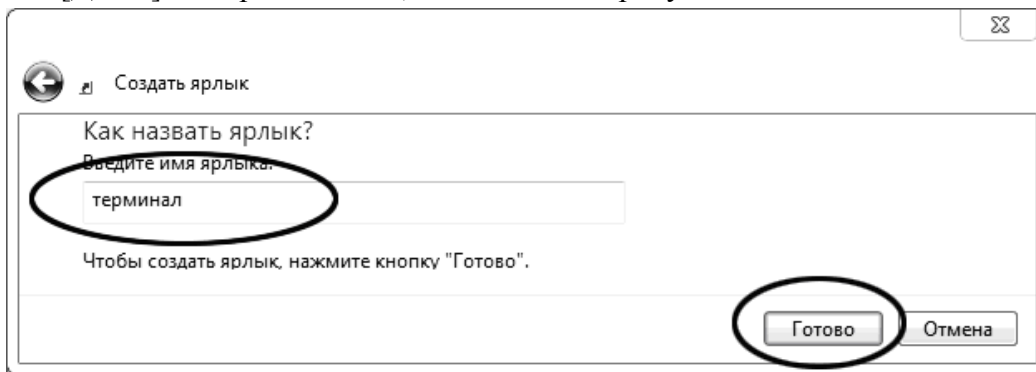 Создать ярлык
Как назвать ярлык?
Введите имя ярлыка:
терминал
Чтобы создать ярлык, нажмите кнопку "Готово".
Готово
Отмена